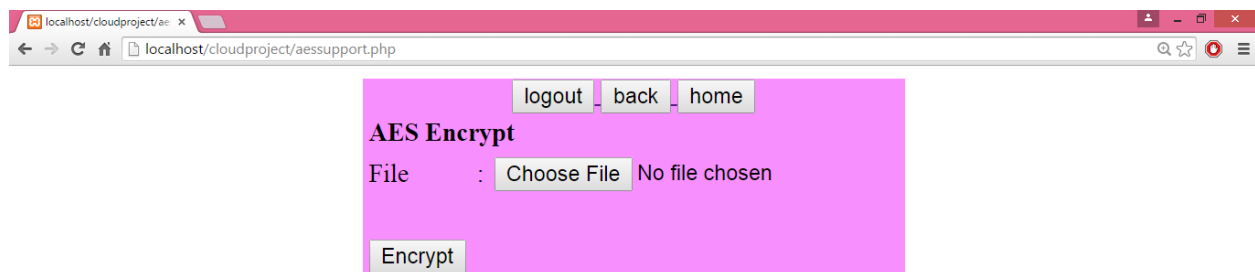 localhost/cloudproject/ae
localhost/cloudproject/aessupport.php
logout back home
AES Encrypt
File : Choose File No file chosen
Encrypt